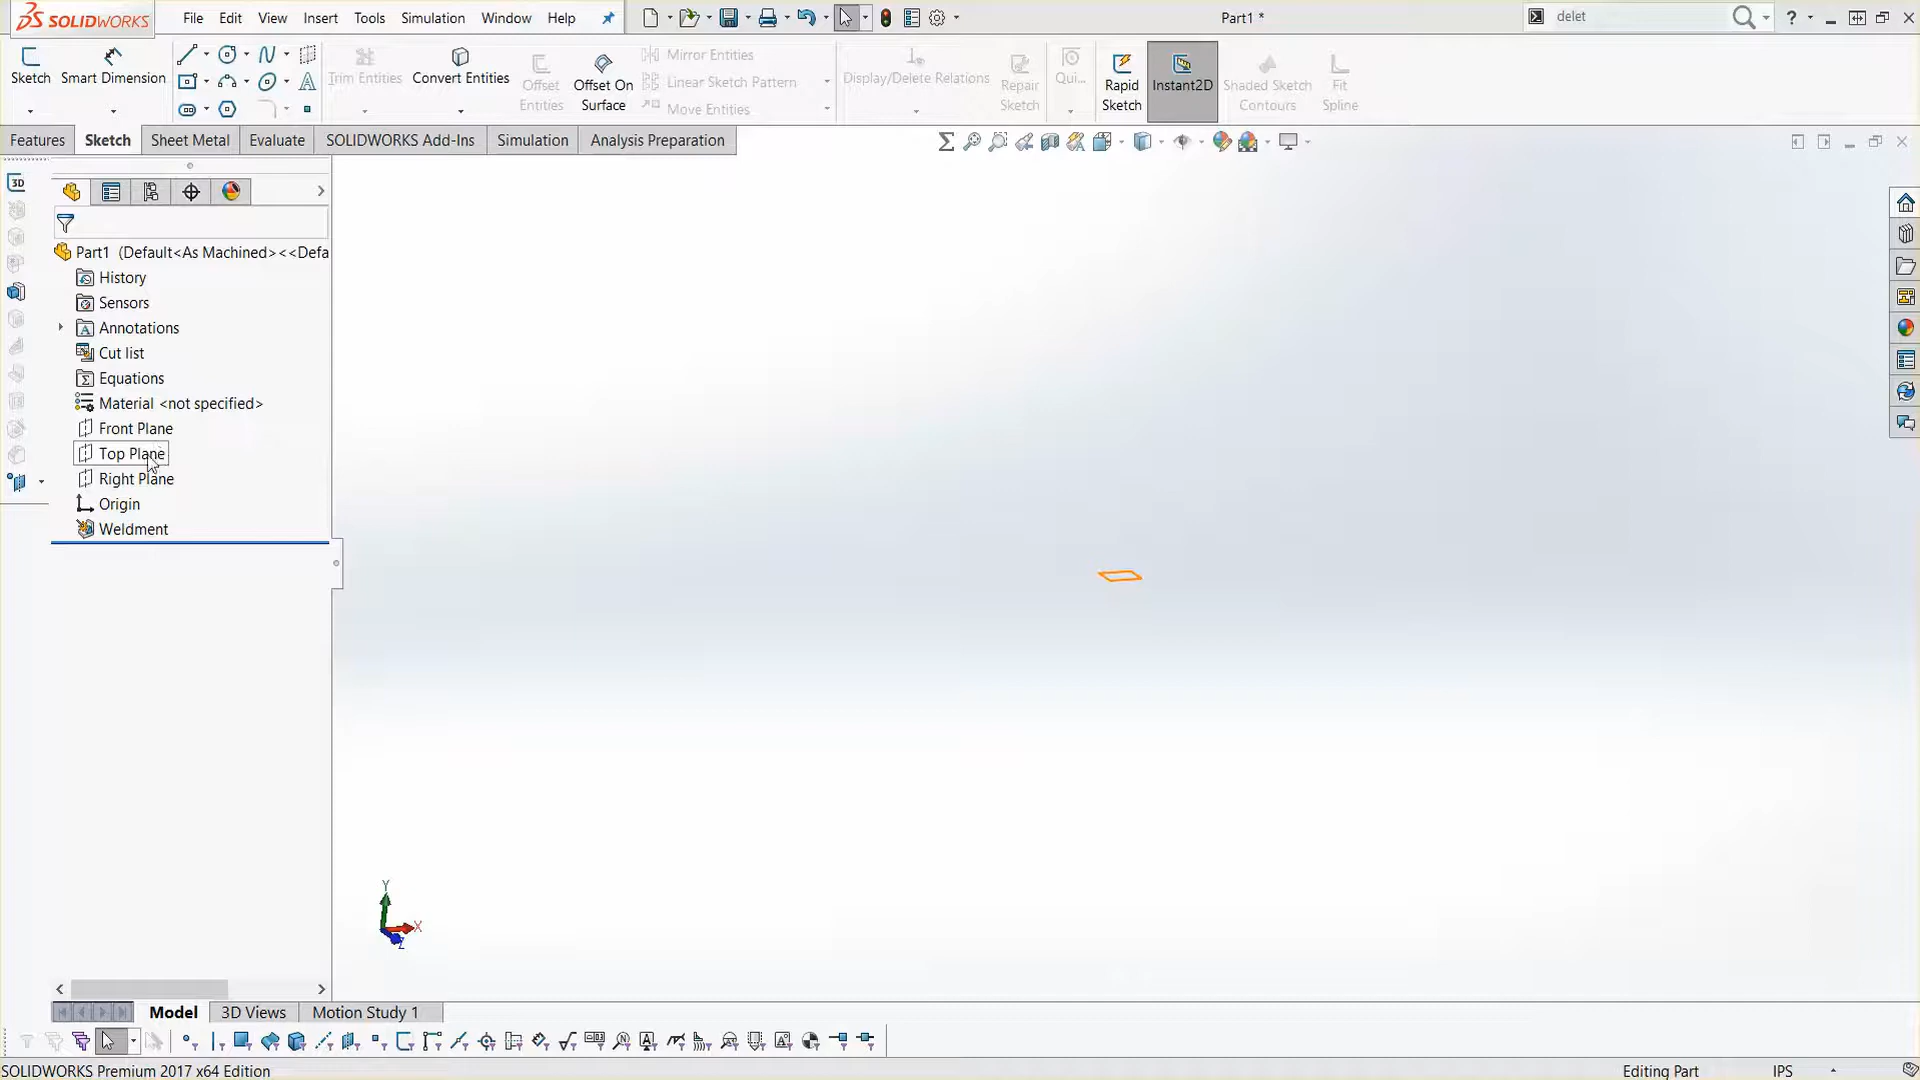 SOLIDWORKS
File Edit View Insert Tools Simulation Window Help
Part1 *
delet
?
Sketch
Smart Dimension
Trim Entities
Convert Entities
Offset Entities
Offset On Surface
Mirror Entities
Linear Sketch Pattern
Move Entities
Display/Delete Relations
Repair Sketch
Qui...
Rapid Sketch
Instant2D
Shaded Sketch Contours
Fit Spline
Features Sketch Sheet Metal Evaluate SOLIDWORKS Add-Ins Simulation Analysis Preparation
3D
Part1 (Default<As Machined><<Defa
History
Sensors
Annotations
Cut list
Equations
Material <not specified>
Front Plane
Top Plane
Right Plane
Origin
Weldment
Y
X
Z
Model 3D Views Motion Study 1
SOLIDWORKS Premium 2017 x64 Edition
Editing Part
IPS